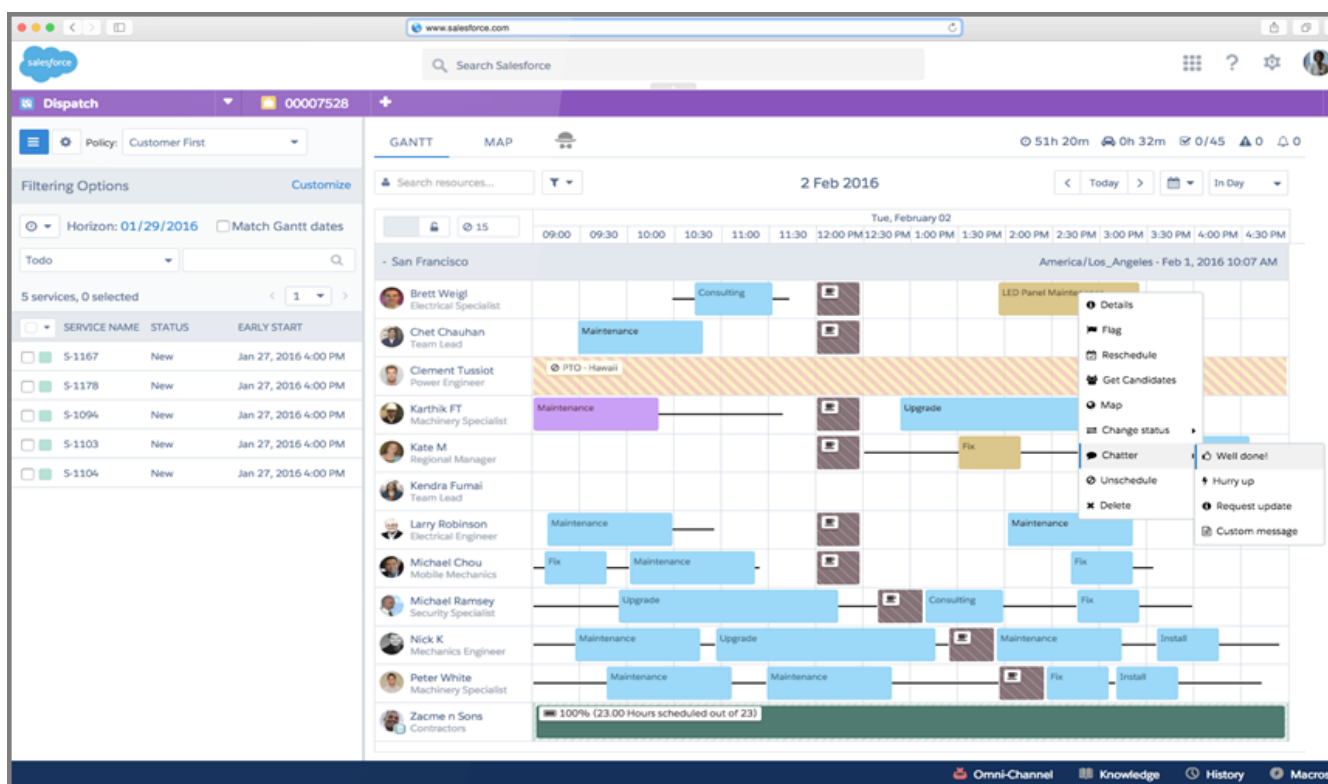 www.salesforce.com
salesforce
Search Salesforce
Dispatch
00007528
Policy: Customer First
GANTT MAP
51h 20m 0h 32m 0/45 0 0
Filtering Options Customize
Search resources...
2 Feb 2016
Today
In Day
Horizon: 01/29/2016 Match Gantt dates
15
Tue, February 02
09:00 09:30 10:00 10:30 11:00 11:30 12:00 PM 12:30 PM 1:00 PM 1:30 PM 2:00 PM 2:30 PM 3:00 PM 3:30 PM 4:00 PM 4:30 PM
Todo
- San Francisco America/Los_Angeles - Feb 1, 2016 10:07 AM
5 services, 0 selected
1
SERVICE NAME STATUS EARLY START
S-1167 New Jan 27, 2016 4:00 PM
S-1178 New Jan 27, 2016 4:00 PM
S-1094 New Jan 27, 2016 4:00 PM
S-1103 New Jan 27, 2016 4:00 PM
S-1104 New Jan 27, 2016 4:00 PM
Brett Weigl
Electrical Specialist
Consulting
LED Panel
Chet Chauhan
Team Lead
Maintenance
Clement Tussiot
Power Engineer
PTO - Hawaii
Karthik FT
Machinery Specialist
Maintenance Upgrade
Kate M
Regional Manager
Fix
Kendra Fumai
Team Lead
Larry Robinson
Electrical Engineer
Maintenance Maintenance
Michael Chou
Mobile Mechanics
Fix Maintenance Fix
Michael Ramsey
Security Specialist
Upgrade Consulting Fix
Nick K
Mechanics Engineer
Maintenance Upgrade Maintenance Install
Peter White
Machinery Specialist
Maintenance Maintenance Fix Install
Zacme n Sons
Contractors
100% (23.00 Hours scheduled out of 23)
Details
Flag
Reschedule
Get Candidates
Map
Change status
Chatter
Unschedule
Delete
Well done!
Hurry up
Request update
Custom message
Omni-Channel Knowledge History Macros